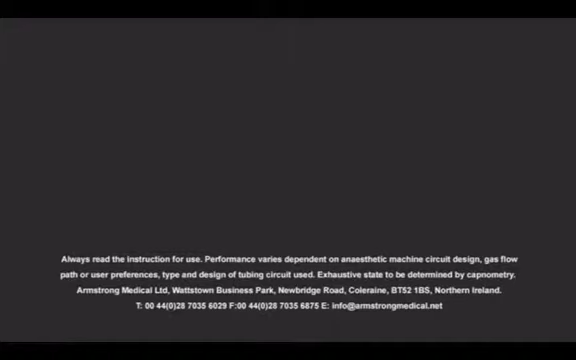 Always read the instruction for use. Performance varies dependent on anaesthetic machine circuit design, gas flow
path or user preferences, type and design of tubing circuit used. Exhaustive state to be determined by capnometry.
Armstrong Medical Ltd, Wattstown Business Park, Newbridge Road, Coleraine, BT52 1BS, Northern Ireland.
T: 00 44(0)28 7035 6029 F:00 44(0)28 7035 6875 E: info@armstrongmedical.net